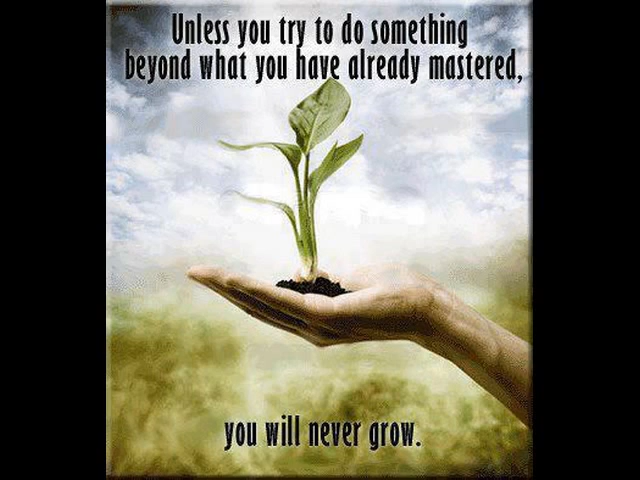 Unless you try to do something
beyond what you have already mastered,
you will never grow.